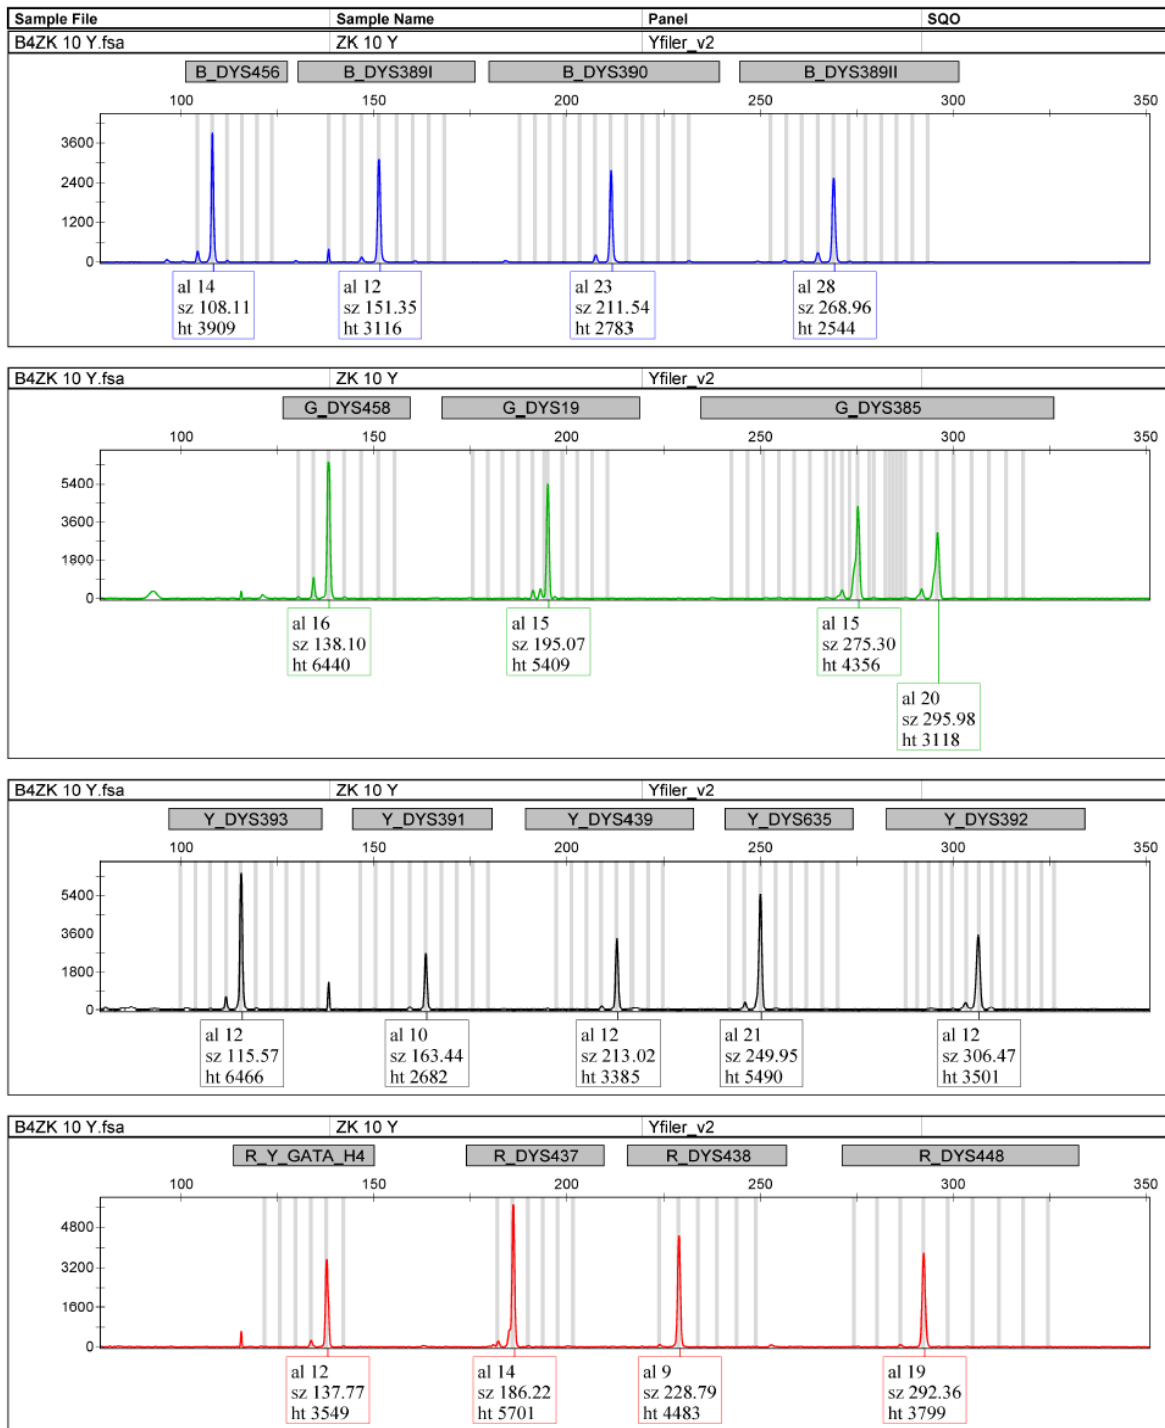 Sample File Sample Name Panel SQO
B4ZK 10 Y.fsa ZK 10 Y Yfiler_v2
B_DYS456 B_DYS389I B_DYS390 B_DYS389II
100 150 200 250 300 350
3600
2400
1200
0
al 14 al 12 al 23 al 28
sz 108.11 sz 151.35 sz 211.54 sz 268.96
ht 3909 ht 3116 ht 2783 ht 2544
B4ZK 10 Y.fsa ZK 10 Y Yfiler_v2
G_DYS458 G_DYS19 G_DYS385
100 150 200 250 300 350
5400
3600
1800
0
al 16 al 15 al 15
sz 138.10 sz 195.07 sz 275.30
ht 6440 ht 5409 ht 4356
al 20
sz 295.98
ht 3118
B4ZK 10 Y.fsa ZK 10 Y Yfiler_v2
Y_DYS393 Y_DYS391 Y_DYS439 Y_DYS635 Y_DYS392
100 150 200 250 300 350
5400
3600
1800
0
al 12 al 10 al 12 al 21 al 12
sz 115.57 sz 163.44 sz 213.02 sz 249.95 sz 306.47
ht 6466 ht 2682 ht 3385 ht 5490 ht 3501
B4ZK 10 Y.fsa ZK 10 Y Yfiler_v2
R_Y_GATA_H4 R_DYS437 R_DYS438 R_DYS448
100 150 200 250 300 350
4800
3200
1600
0
al 12 al 14 al 9 al 19
sz 137.77 sz 186.22 sz 228.79 sz 292.36
ht 3549 ht 5701 ht 4483 ht 3799